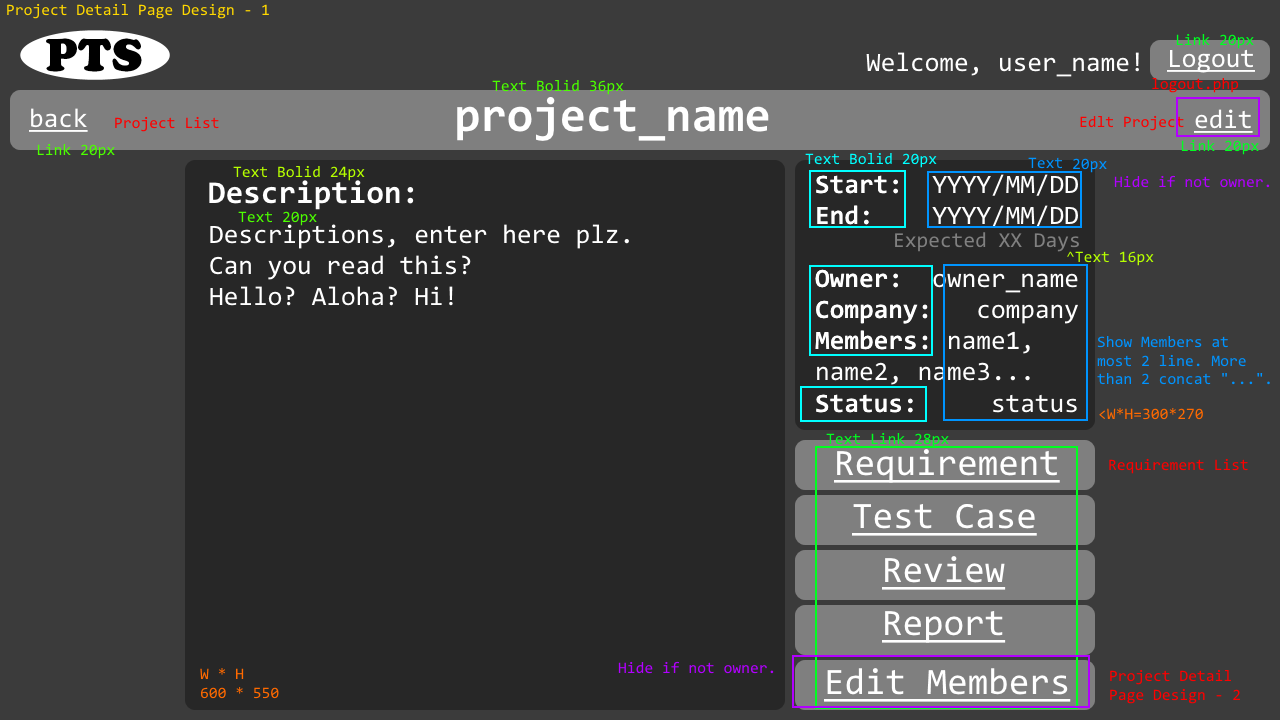 Project Detail Page Design - 1
PTS
Welcome, user_name!
Link 20px
Logout
logout.php
Text Bolid 36px
back
Project List
project_name
Edlt Project
edit
Link 20px
Link 20px
Text Bolid 24px
Description:
Text 20px
Descriptions, enter here plz.
Can you read this?
Hello? Aloha? Hi!
W * H
600 * 550
Hide if not owner.
Text Bolid 20px
Text 20px
Start: YYYY/MM/DD
End: YYYY/MM/DD
Hide if not owner.
Expected XX Days
^Text 16px
Owner: owner_name
Company: company
Members: name1,
name2, name3...
Status: status
Show Members at
most 2 line. More
than 2 concat "...".
<W*H=300*270
Text Link 28px
Requirement
Requirement List
Test Case
Review
Report
Edit Members
Project Detail
Page Design - 2